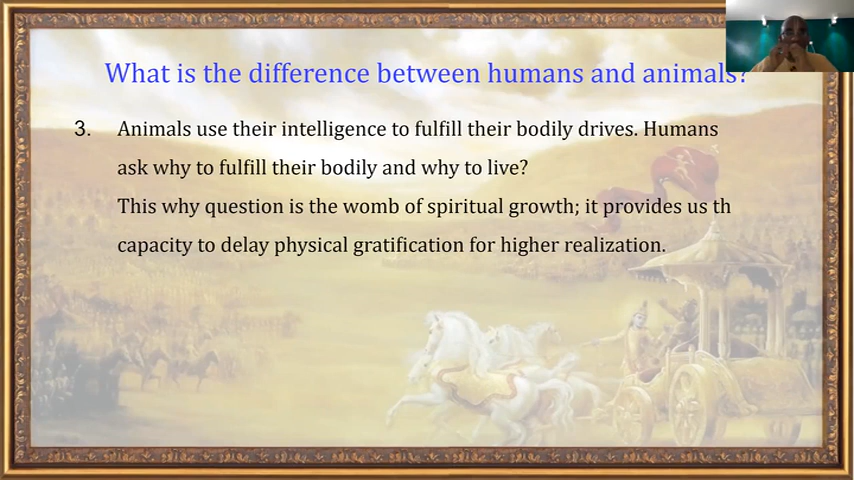 What is the difference between humans and animals?
3. Animals use their intelligence to fulfill their bodily drives. Humans
ask why to fulfill their bodily and why to live?
This why question is the womb of spiritual growth; it provides us th
capacity to delay physical gratification for higher realization.